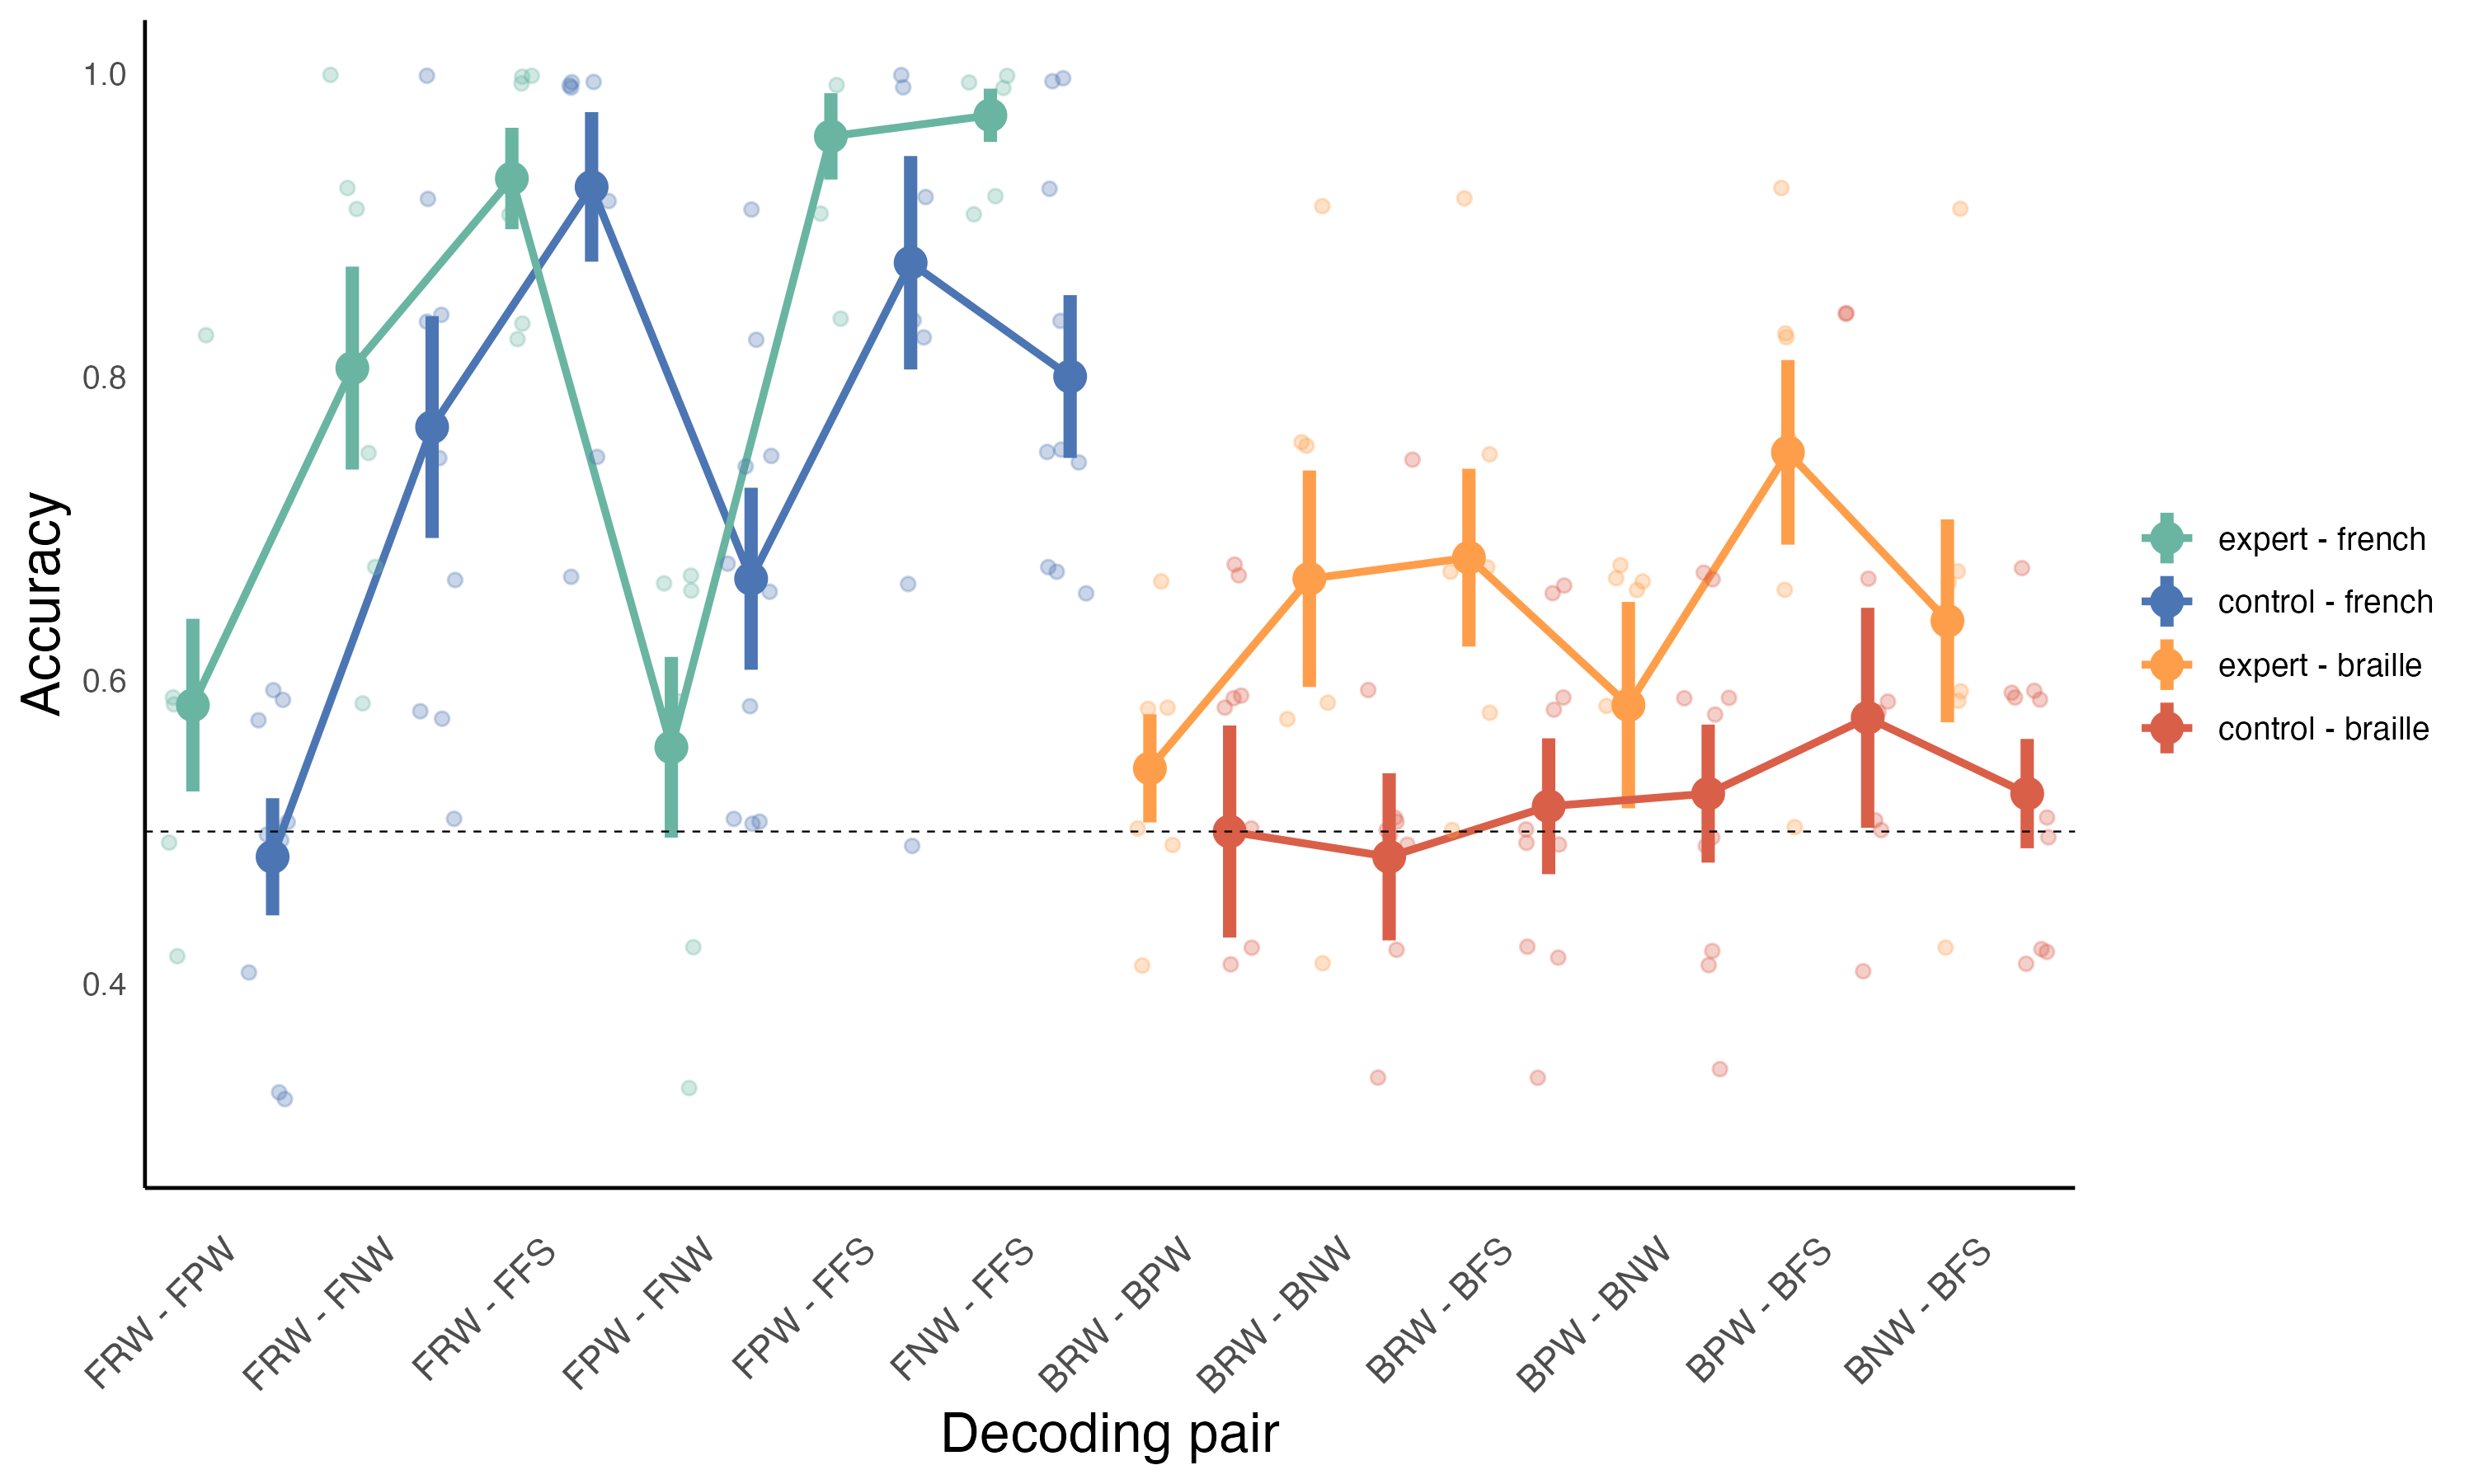 1.0
0.8
0.6
0.4
Accuracy
FRW - FPW
FRW - FNW
FRW - FFS
FPW - FNW
FPW - FFS
FNW - FFS
BRW - BPW
BRW - BNW
BRW - BFS
BPW - BNW
BPW - BFS
BNW - BFS
Decoding pair
expert - french
control - french
expert - braille
control - braille